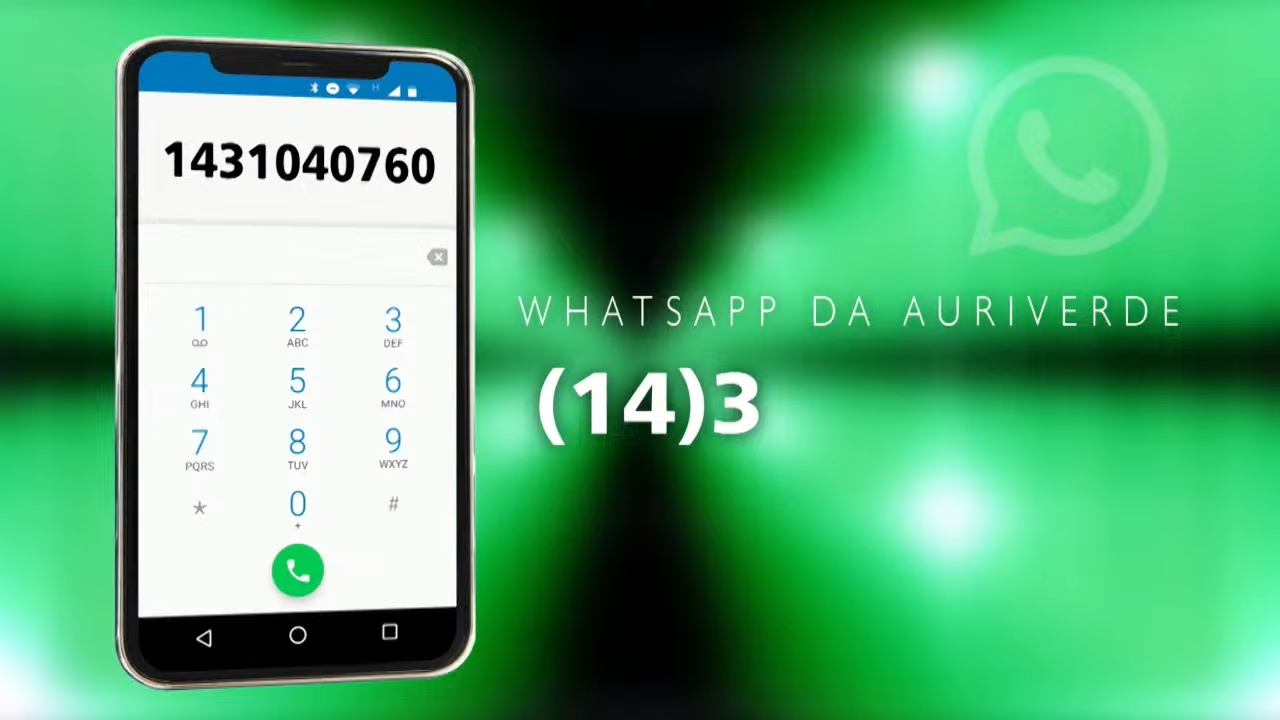 H
1431040760
1
2
ABC
3
DEF
4
GHI
5
JKL
6
MNO
7
PQRS
8
TUV
9
WXYZ
*
0
+
#
WHATSAPP DA AURIVERDE
(14)3